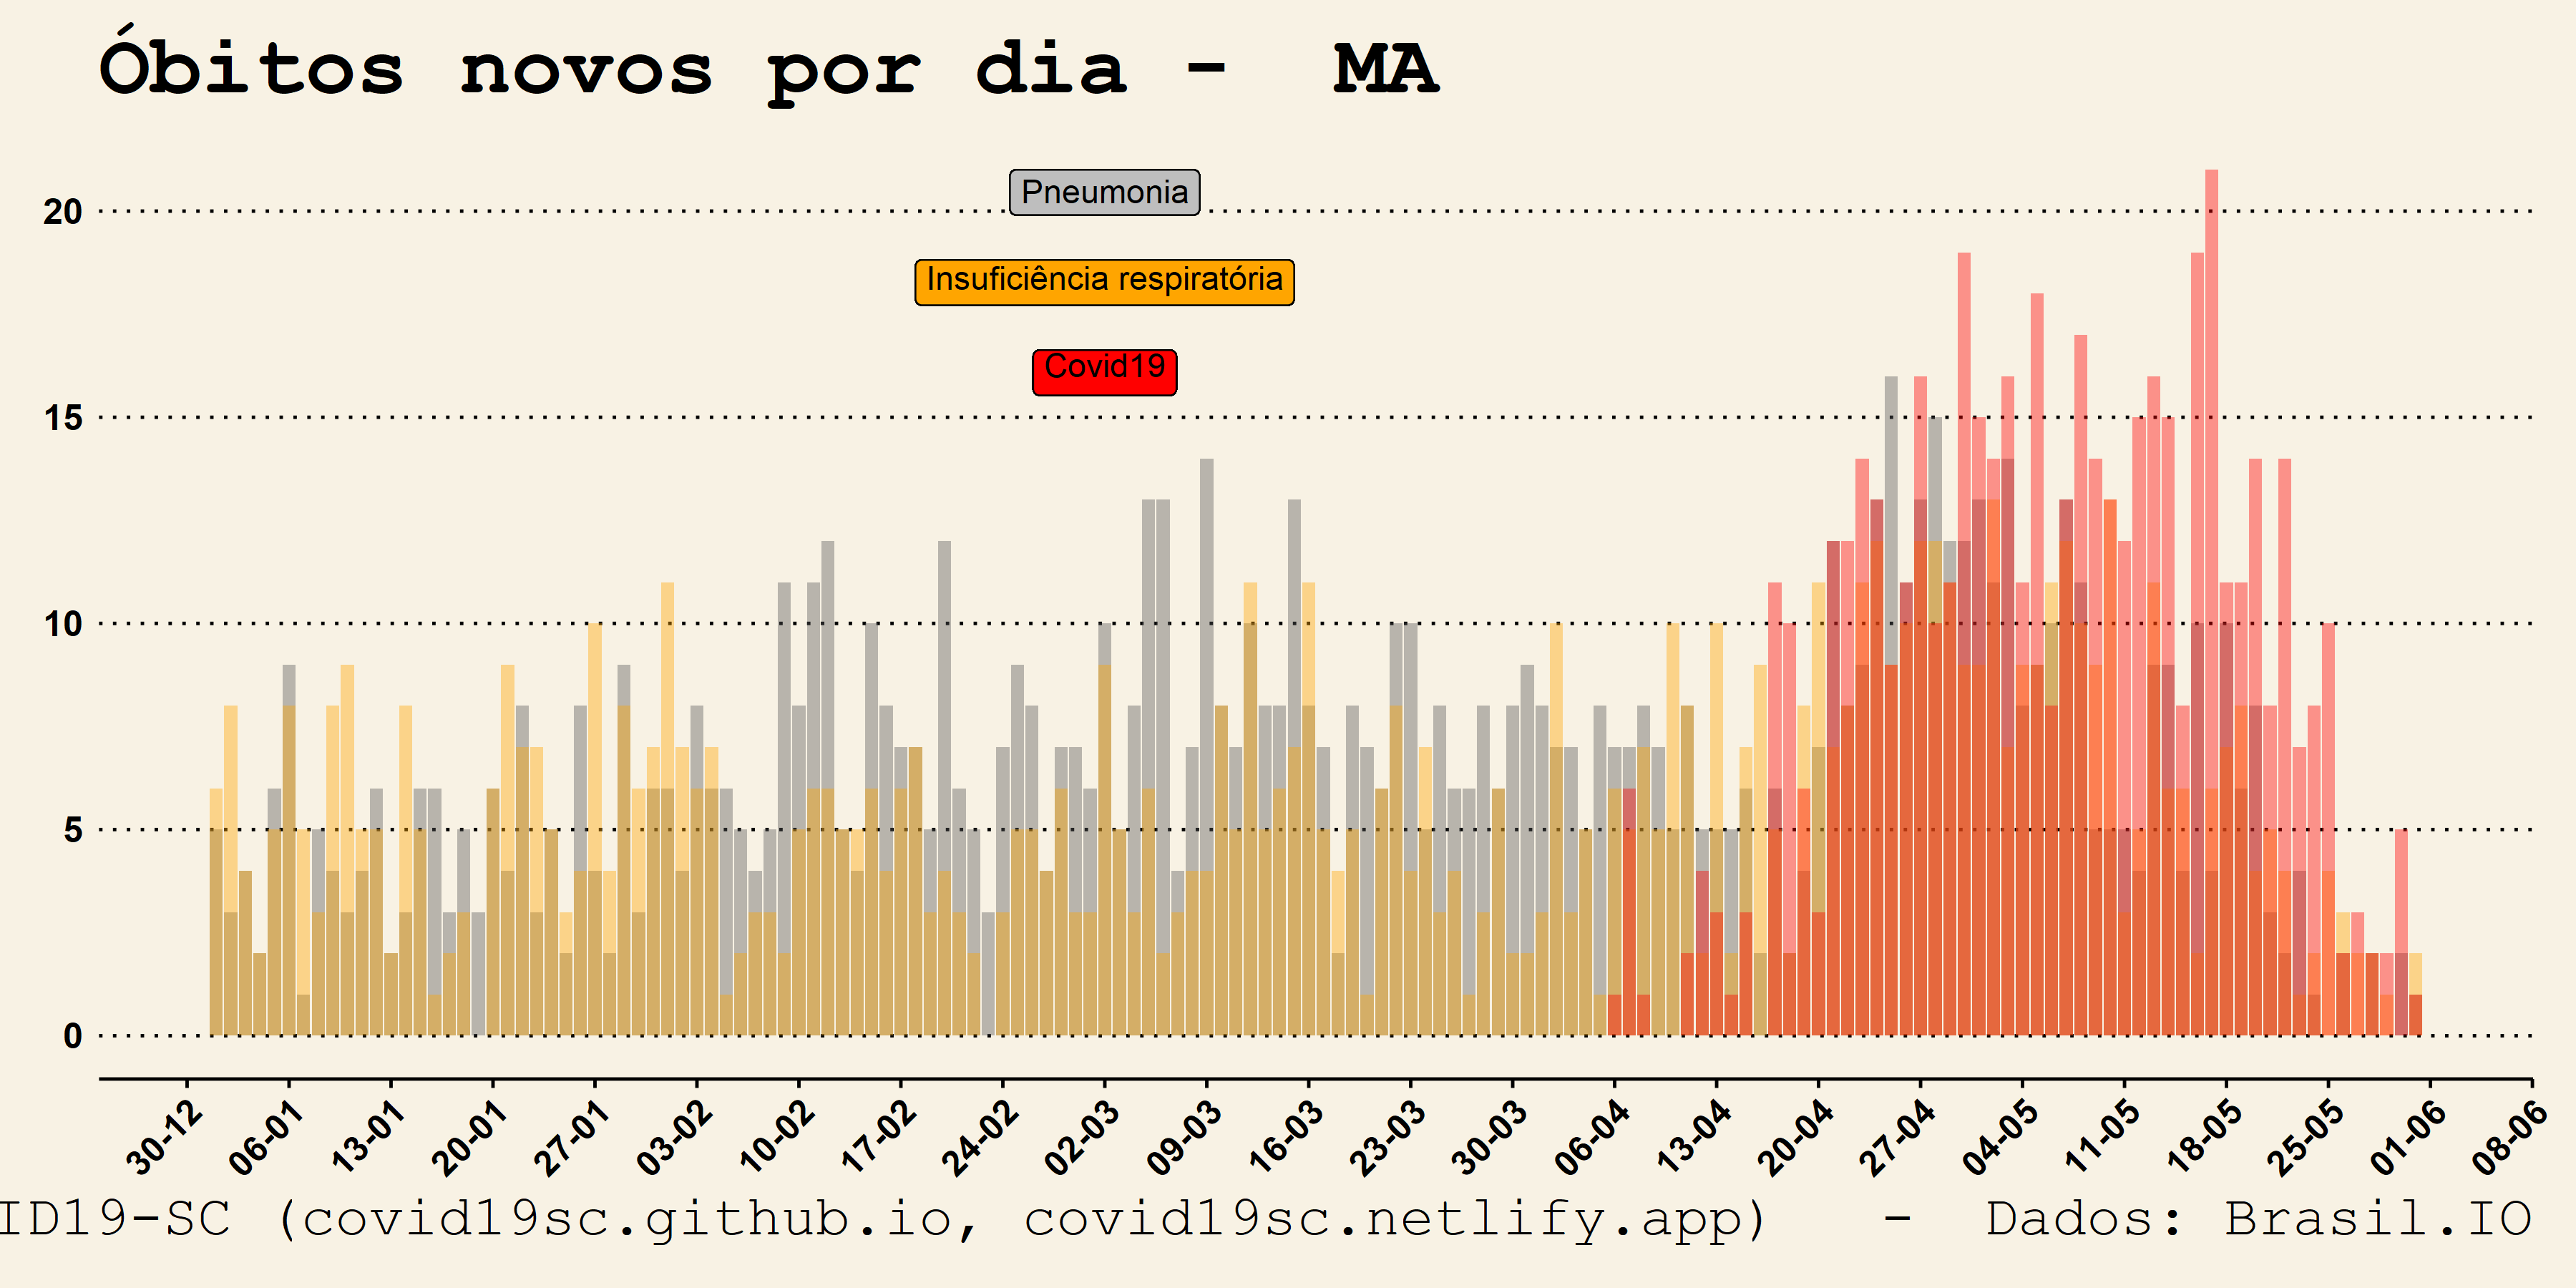 Óbitos novos por dia -  MA
Pneumonia
Insuficiência respiratória
Covid19
20
15
10
5
0
30-12 06-01 13-01 20-01 27-01 03-02 10-02 17-02 24-02 02-03 09-03 16-03 23-03 30-03 06-04 13-04 20-04 27-04 04-05 11-05 18-05 25-05 01-06 08-06
ID19-SC (covid19sc.github.io, covid19sc.netlify.app)  -  Dados: Brasil.IO